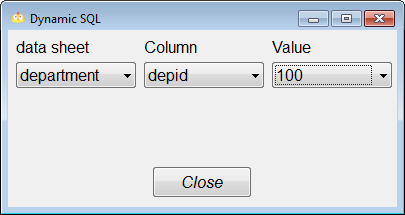 Dynamic SQL
data sheet Column Value
department depid 100
Close